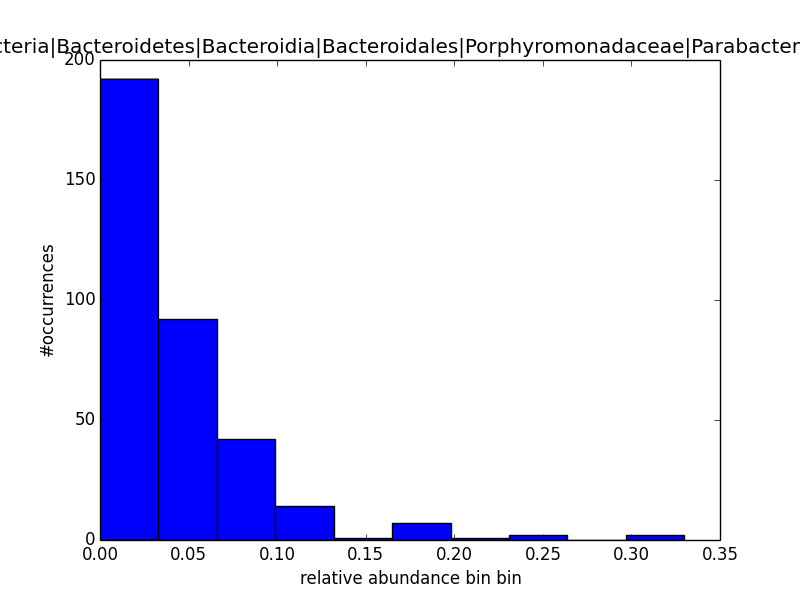 cteria|Bacteroidetes|Bacteroidia|Bacteroidales|Porphyromonadaceae|Parabacter
200
150
100
50
0
#occurrences
0.00 0.05 0.10 0.15 0.20 0.25 0.30 0.35
relative abundance bin bin